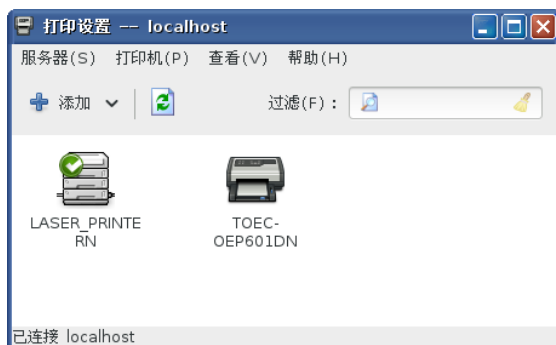 打印设置 -- localhost
服务器(S) 打印机(P) 查看(V) 帮助(H)
添加 过滤(F)：
LASER_PRINTE
RN
TOEC-
OEP601DN
已连接 localhost